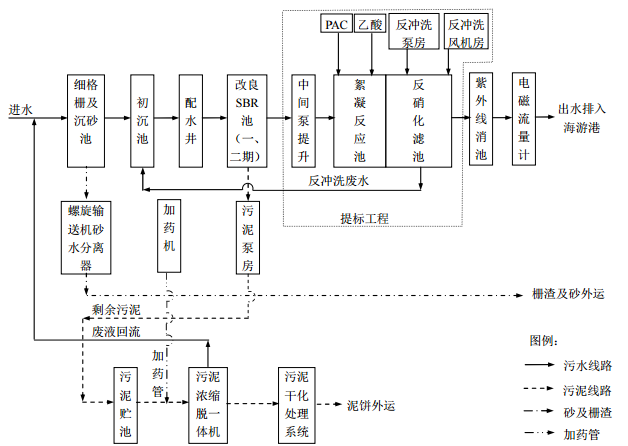 PAC
乙酸
反冲洗
泵房
反冲洗
风机房
进水
细格
栅及
沉砂
池
初
沉
池
配
水
井
改良
SBR
池
(一、
二期)
中
间
泵
提
升
絮
凝
反
应
池
反
硝
化
滤
池
紫
外
线
消
池
电
磁
流
量
计
出水排入
海游港
反冲洗废水
提标工程
螺旋输
送机砂
水分离
器
加
药
机
污
泥
泵
房
栅渣及砂外运
剩余污泥
废液回流
加
药
管
污
泥
贮
池
污泥
浓缩
脱一
体机
污泥
干化
处理
系统
泥饼外运
图例:
污水线路
污泥线路
砂及栅渣
加药管